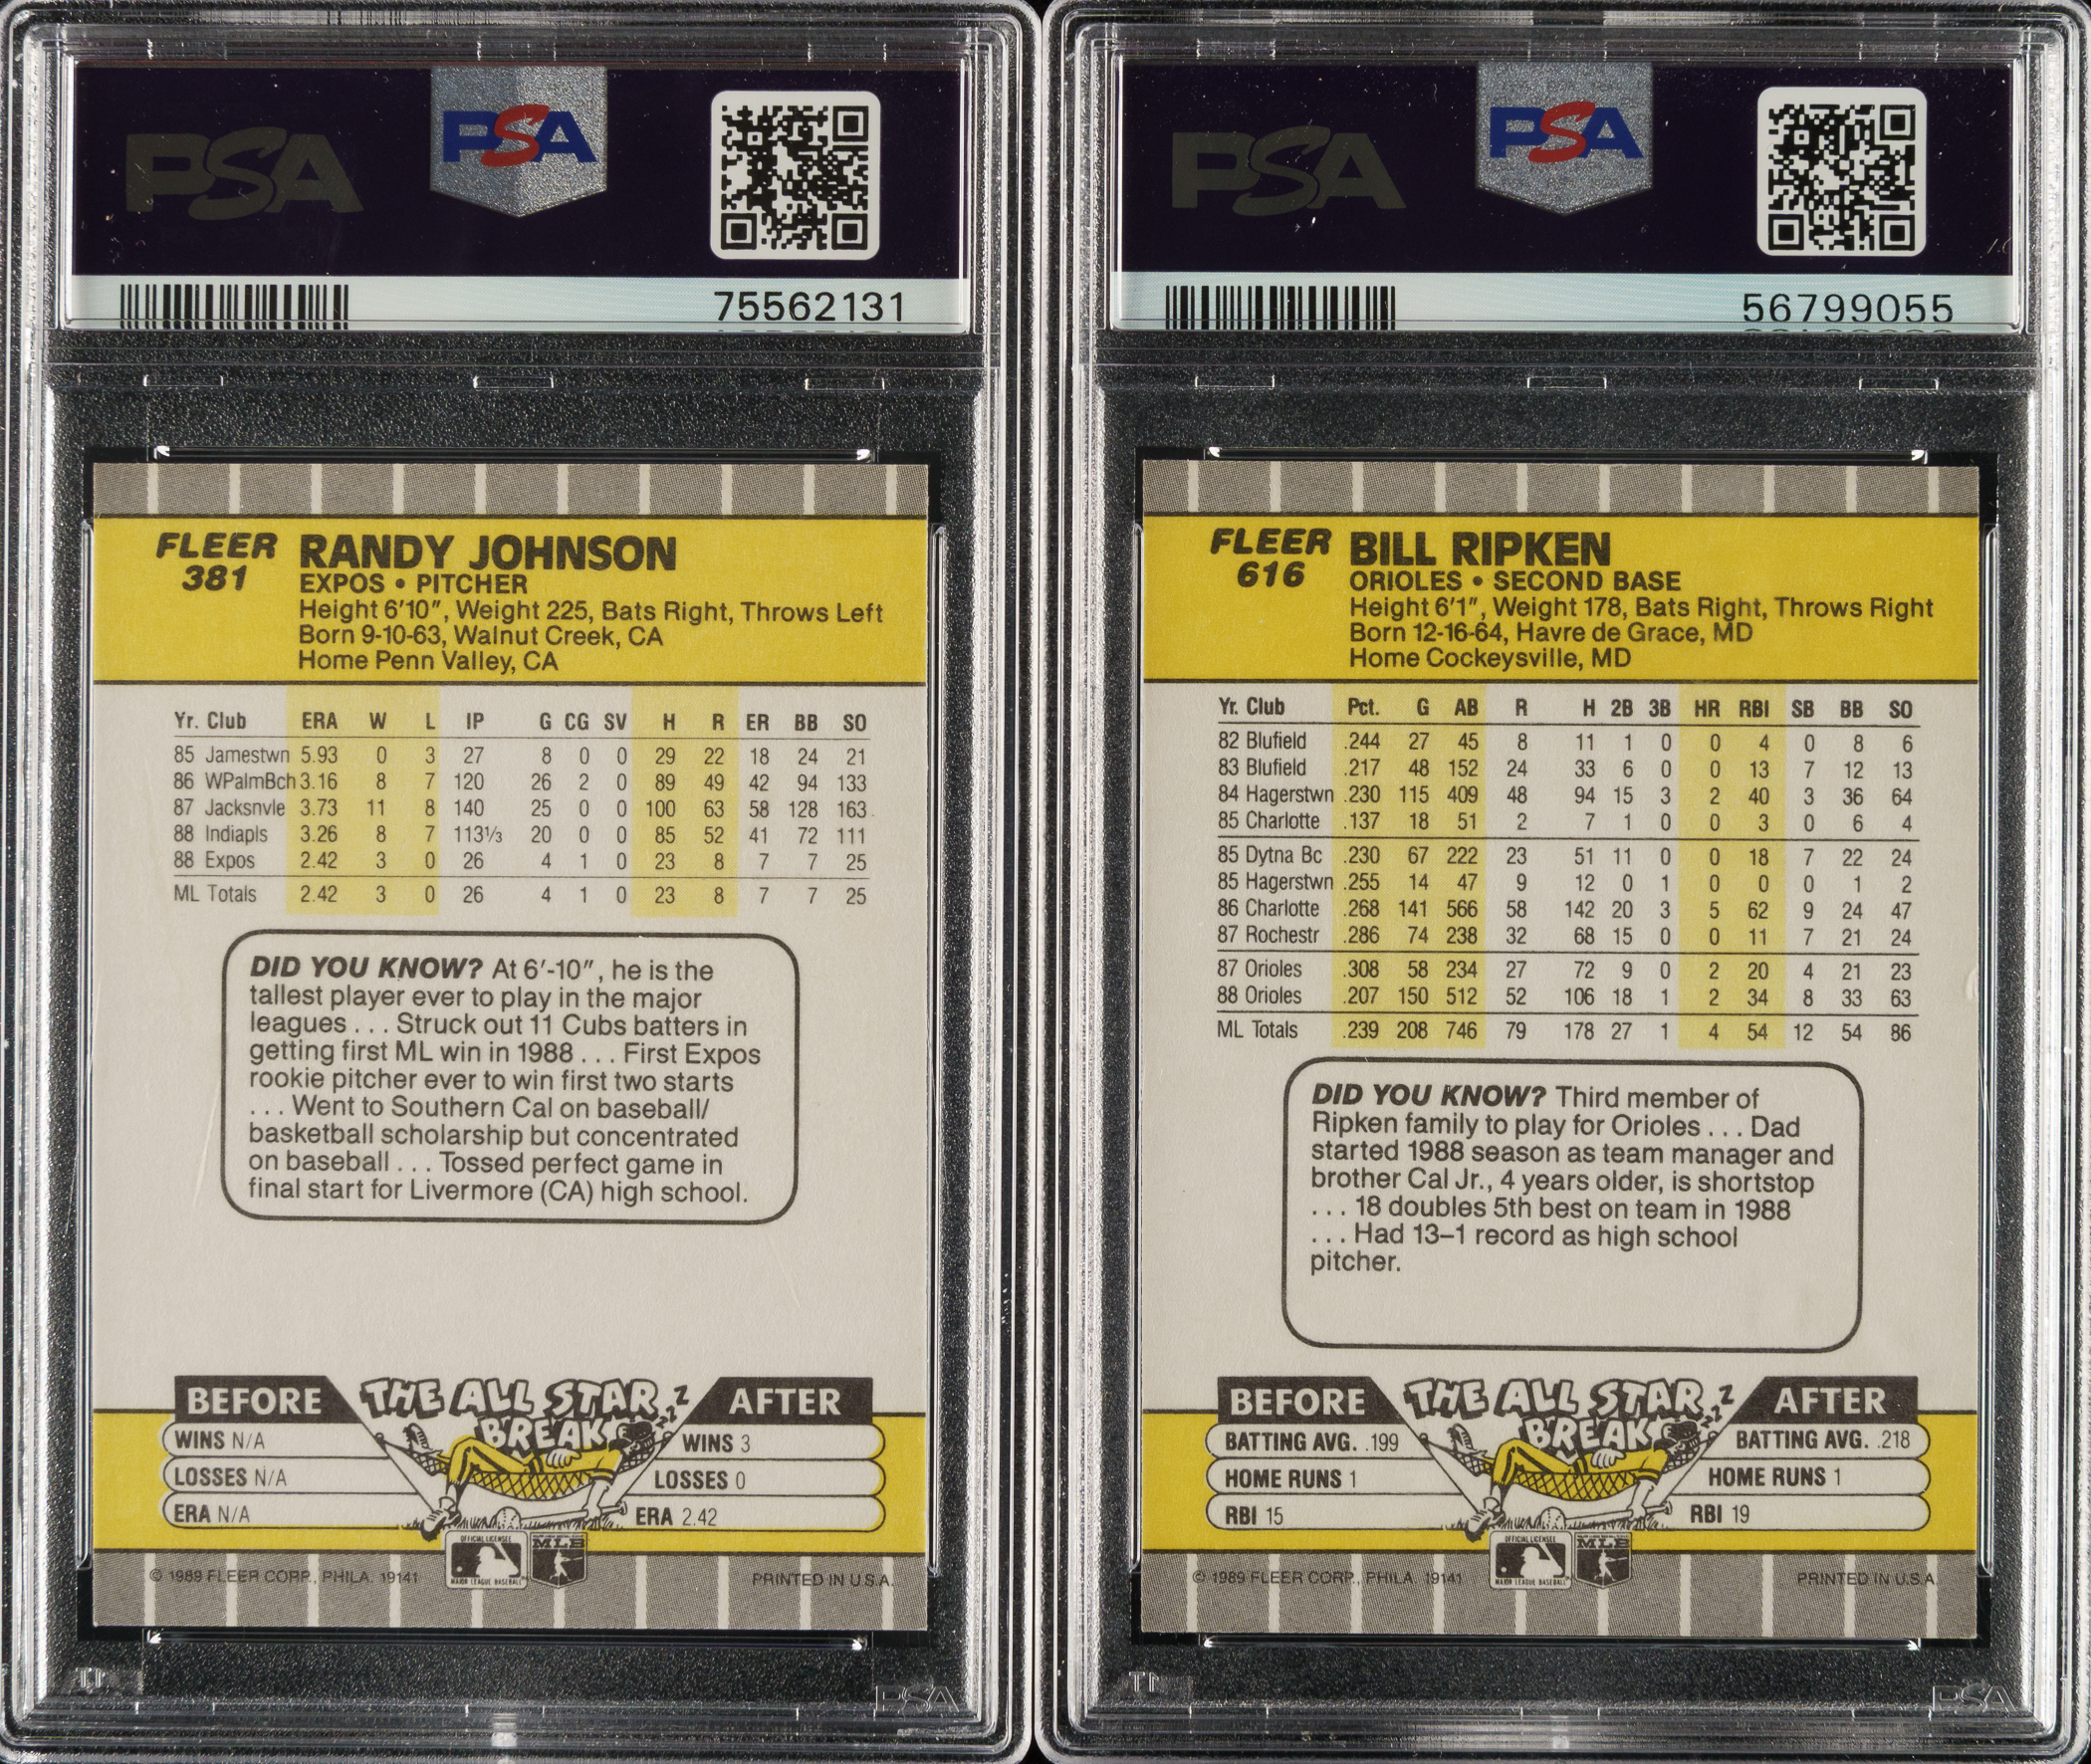 PSA
PSA
75562131
FLEER
381
RANDY JOHNSON
EXPOS • PITCHER
Height 6'10", Weight 225, Bats Right, Throws Left
Born 9-10-63, Walnut Creek, CA
Home Penn Valley, CA
Yr. Club ERA W L IP G CG SV H R ER BB SO
85 Jamestwn 5.93 0 3 27 8 0 0 29 22 18 24 21
86 WPalmBch 3.16 8 7 120 26 2 0 89 49 42 94 133
87 Jacksnvle 3.73 11 8 140 25 0 0 100 63 58 128 163
88 Indiapls 3.26 8 7 113⅓ 20 0 0 85 52 41 72 111
88 Expos 2.42 3 0 26 4 1 0 23 8 7 7 25
ML Totals 2.42 3 0 26 4 1 0 23 8 7 7 25
DID YOU KNOW? At 6'-10", he is the
tallest player ever to play in the major
leagues . . . Struck out 11 Cubs batters in
getting first ML win in 1988 . . . First Expos
rookie pitcher ever to win first two starts
. . . Went to Southern Cal on baseball/
basketball scholarship but concentrated
on baseball . . . Tossed perfect game in
final start for Livermore (CA) high school.
BEFORE THE ALL STAR BREAK ZZZZ AFTER
WINS N/A WINS 3
LOSSES N/A LOSSES 0
ERA N/A ERA 2.42
OFFICIAL LICENSEE
MAJOR LEAGUE BASEBALL
MLB
© 1989 FLEER CORP., PHILA. 19141 PRINTED IN U.S.A.
PSA
PSA
PSA
56799055
FLEER
616
BILL RIPKEN
ORIOLES • SECOND BASE
Height 6'1", Weight 178, Bats Right, Throws Right
Born 12-16-64, Havre de Grace, MD
Home Cockeysville, MD
Yr. Club Pct. G AB R H 2B 3B HR RBI SB BB SO
82 Blufield .244 27 45 8 11 1 0 0 4 0 8 6
83 Blufield .217 48 152 24 33 6 0 0 13 7 12 13
84 Hagerstwn .230 115 409 48 94 15 3 2 40 3 36 64
85 Charlotte .137 18 51 2 7 1 0 0 3 0 6 4
85 Dytna Bc .230 67 222 23 51 11 0 0 18 7 22 24
85 Hagerstwn .255 14 47 9 12 0 1 0 0 0 1 2
86 Charlotte .268 141 566 58 142 20 3 5 62 9 24 47
87 Rochestr .286 74 238 32 68 15 0 0 11 7 21 24
87 Orioles .308 58 234 27 72 9 0 2 20 4 21 23
88 Orioles .207 150 512 52 106 18 1 2 34 8 33 63
ML Totals .239 208 746 79 178 27 1 4 54 12 54 86
DID YOU KNOW? Third member of
Ripken family to play for Orioles . . . Dad
started 1988 season as team manager and
brother Cal Jr., 4 years older, is shortstop
. . . 18 doubles 5th best on team in 1988
. . . Had 13–1 record as high school
pitcher.
BEFORE THE ALL STAR BREAK ZZZZ AFTER
BATTING AVG. .199 BATTING AVG. .218
HOME RUNS 1 HOME RUNS 1
RBI 15 RBI 19
OFFICIAL LICENSEE
MAJOR LEAGUE BASEBALL
MLB
© 1989 FLEER CORP., PHILA. 19141 PRINTED IN U.S.A.
PSA